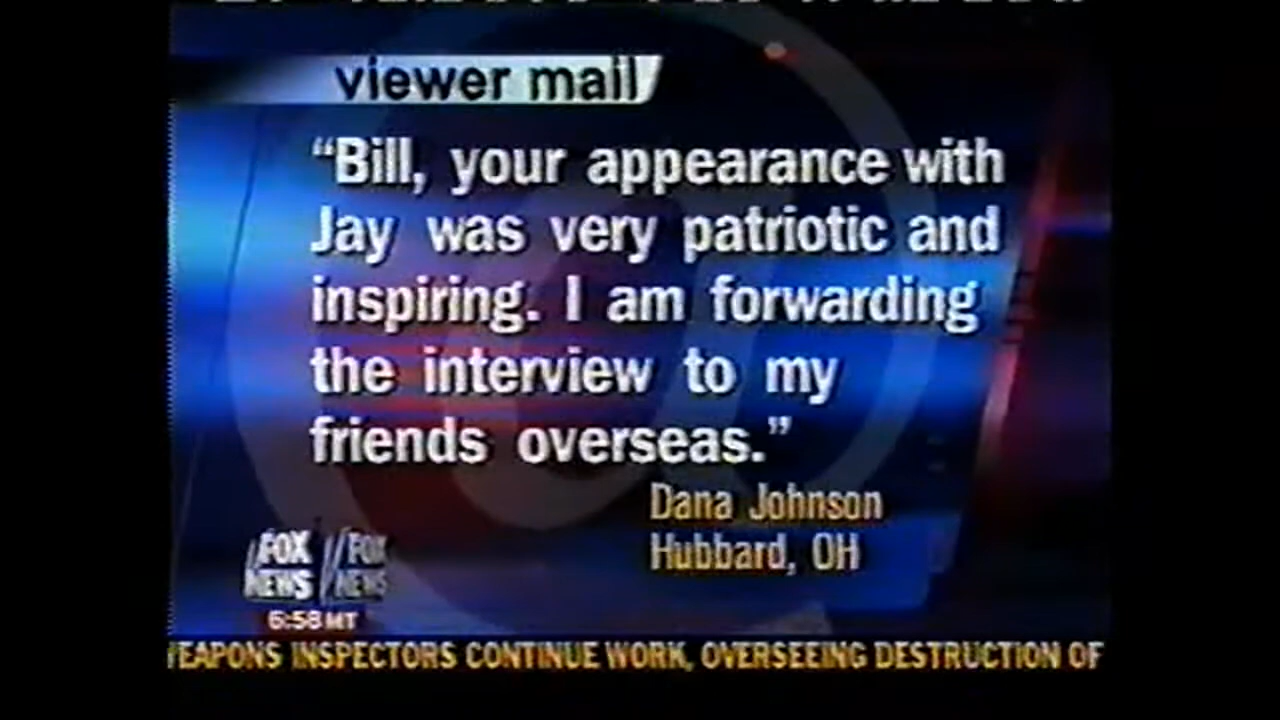 viewer mail
“Bill, your appearance with
Jay was very patriotic and
inspiring. I am forwarding
the interview to my
friends overseas.”
Dana Johnson
Hubbard, OH
FOX NEWS
FOX NEWS
6:58 MT
INSPECTORS CONTINUE WORK, OVERSEEING DESTRUCTION OF